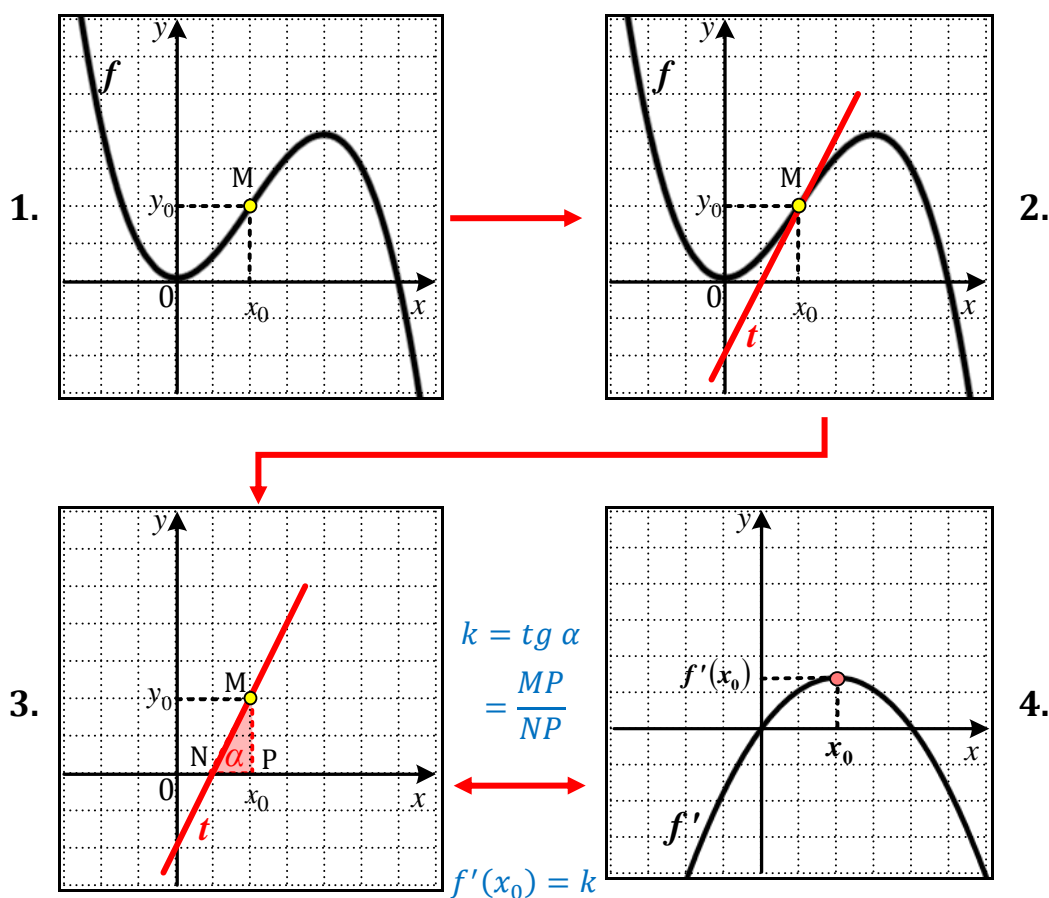 1.
y
f
M
y₀
0
x₀
x
2.
y
f
M
y₀
0
x₀
x
t
3.
y
M
y₀
N
α
P
0
x₀
x
t
k = tg α
= MP/NP
f'(x₀) = k
4.
y
f'(x₀)
x₀
x
f'